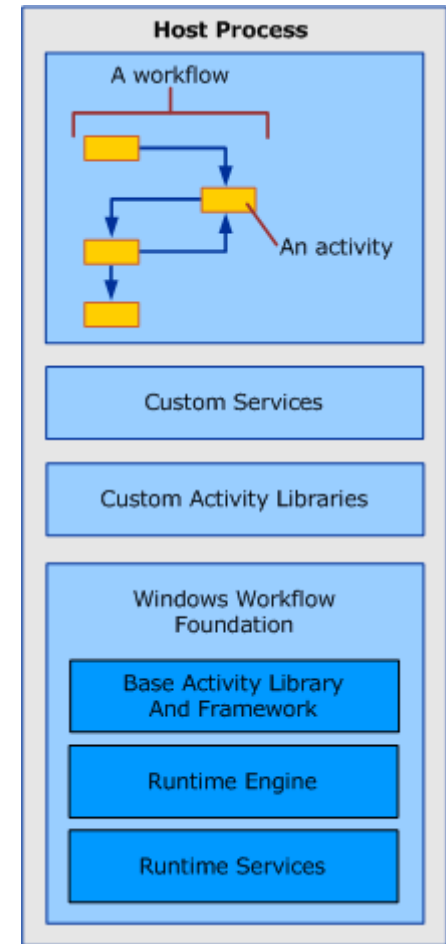 Host Process
A workflow
An activity
Custom Services
Custom Activity Libraries
Windows Workflow
Foundation
Base Activity Library
And Framework
Runtime Engine
Runtime Services